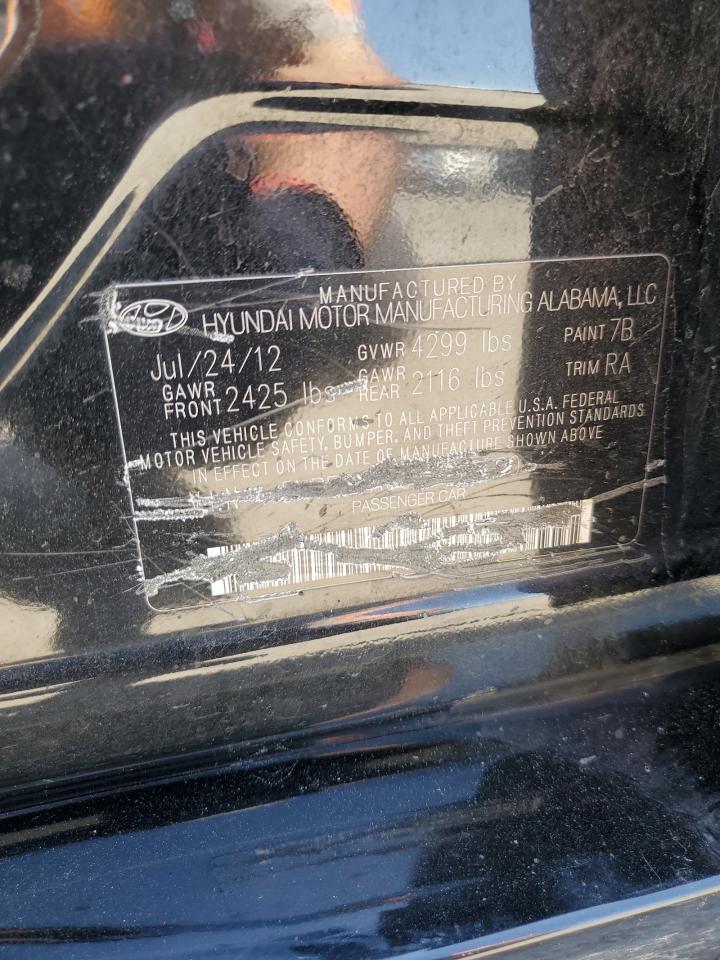 MANUFACTURED BY
HYUNDAI MOTOR MANUFACTURING ALABAMA, LLC
Jul/24/12 GVWR 4299 lbs PAINT 7B
GAWR FRONT 2425 lbs GAWR REAR 2116 lbs TRIM RA
THIS VEHICLE CONFORMS TO ALL APPLICABLE U.S.A. FEDERAL
MOTOR VEHICLE SAFETY, BUMPER, AND THEFT PREVENTION STANDARDS
IN EFFECT ON THE DATE OF MANUFACTURE SHOWN ABOVE
PASSENGER CAR